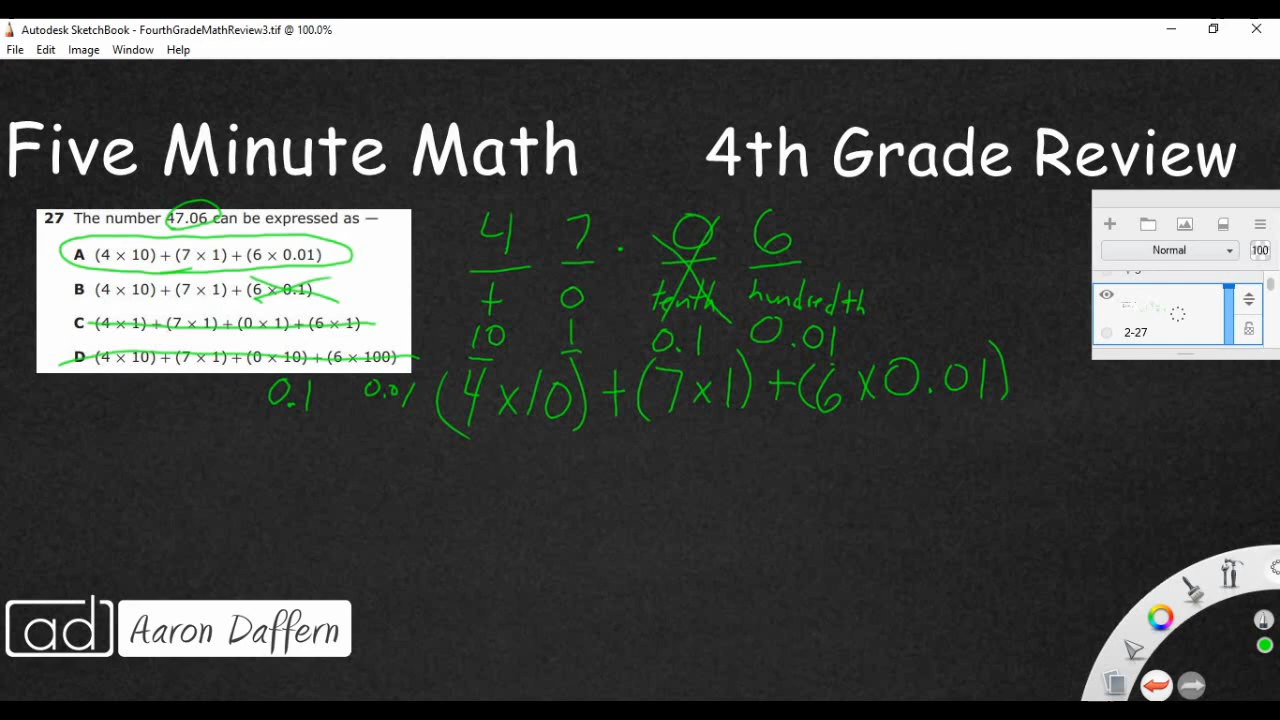 Autodesk SketchBook - FourthGradeMathReview3.tif @ 100.0%
File Edit Image Window Help
Five Minute Math 4th Grade Review
27 The number 47.06 can be expressed as —
A (4 × 10) + (7 × 1) + (6 × 0.01)
B (4 × 10) + (7 × 1) + (6 × 0.1)
C (4 × 1) + (7 × 1) + (0 × 1) + (6 × 1)
D (4 × 10) + (7 × 1) + (0 × 10) + (6 × 100)
4 7 . 0 6
t o tenth hundredth
10 1 0.1 0.01
0.1 0.01 (4 x 10) + (7 x 1) + (6 x 0.01)
Normal 100
2-27
ad Aaron Daffern